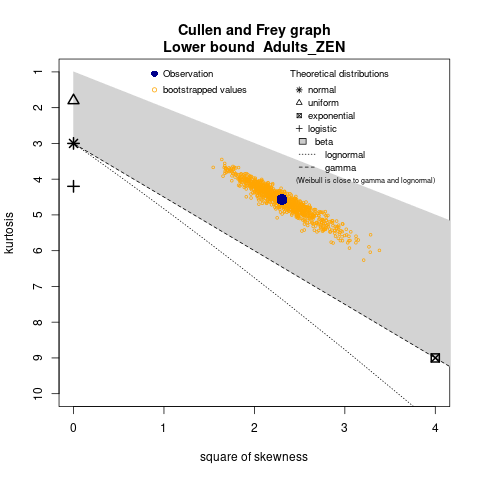 Cullen and Frey graph
Lower bound  Adults_ZEN
Observation
bootstrapped values
Theoretical distributions
normal
uniform
exponential
logistic
beta
lognormal
gamma
(Weibull is close to gamma and lognormal)
kurtosis
1
2
3
4
5
6
7
8
9
10
0
1
2
3
4
square of skewness